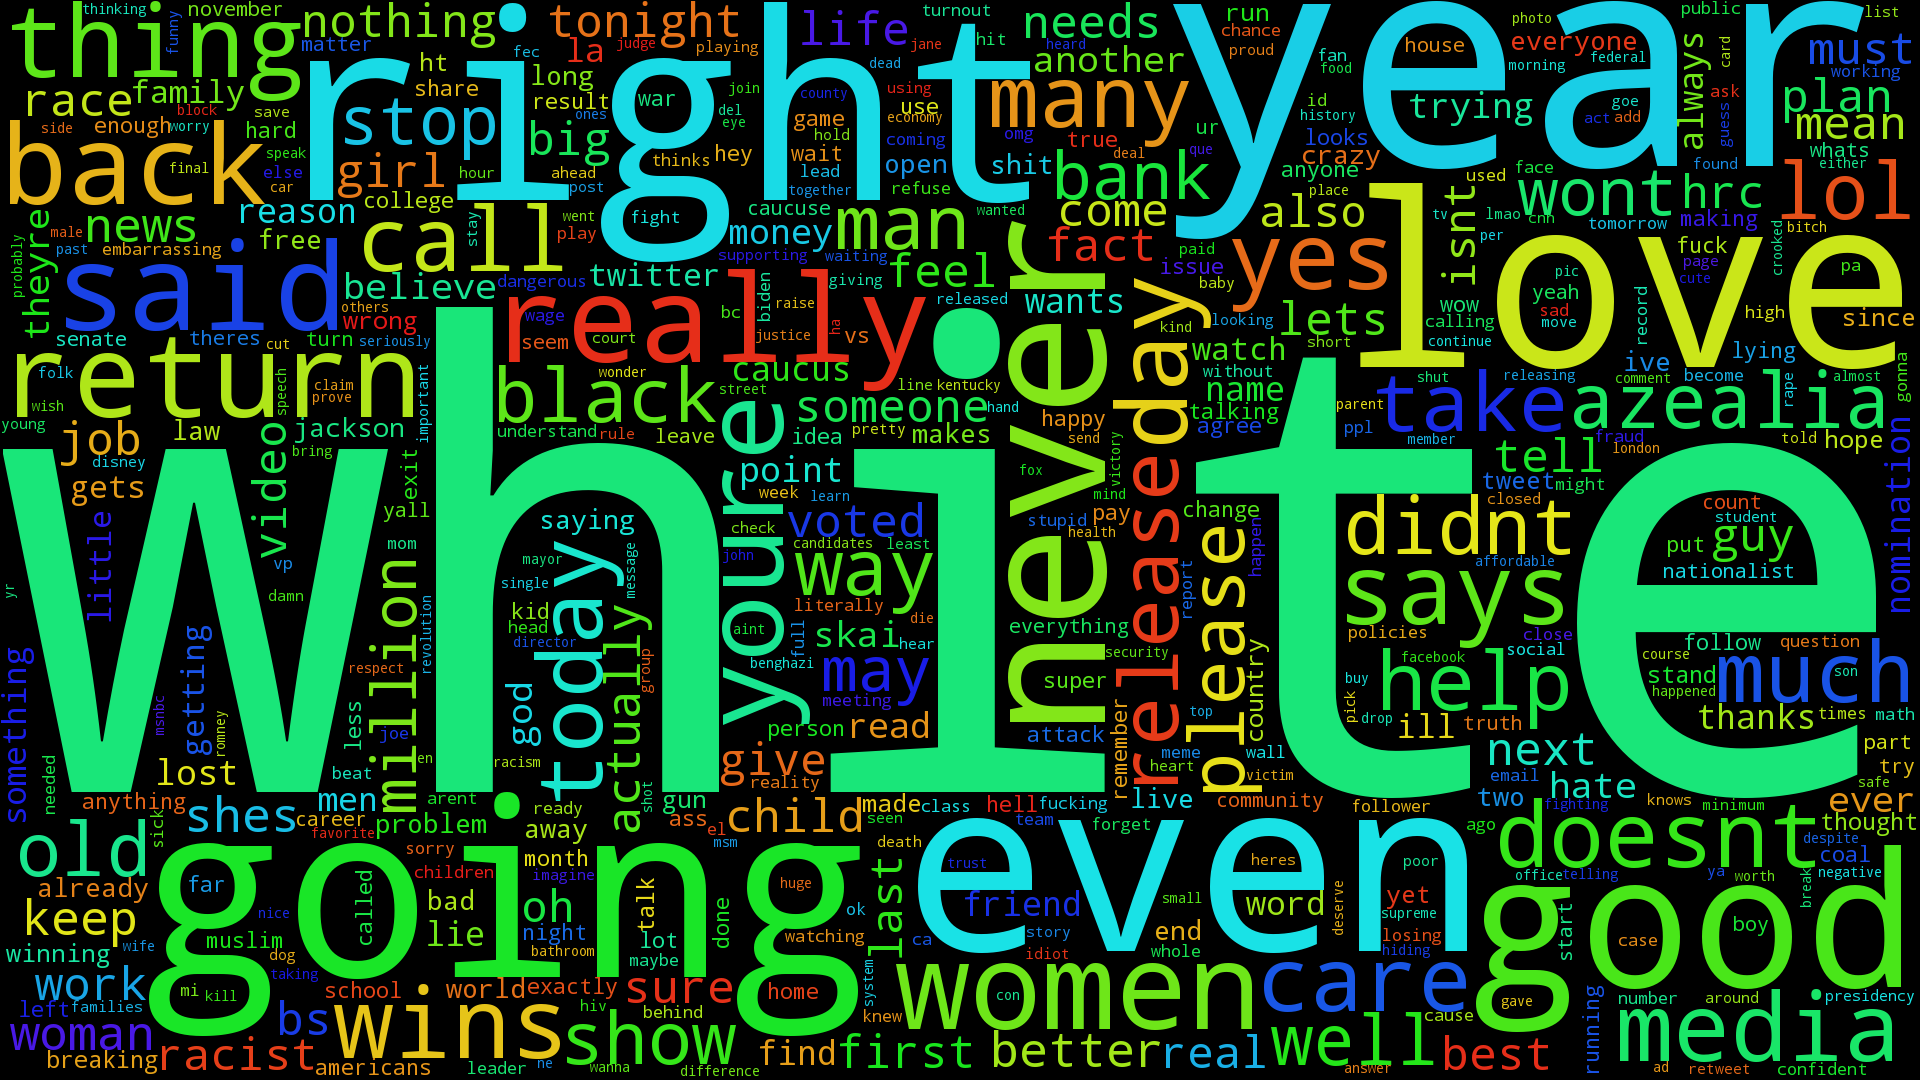 thinking
november
nothing
tonight
thing
funny
matter
fec
la
judge
playing
life
jane
turnout
hit
heard
needs
run
chance
proud
fan
food
photo
house
public
everyone
federal
morning
list
must
working
right
year
ht
share
long
result
war
join
del
eye
county
dead
using
use
economy
another
many
omg
true
deal
ur
que
id
history
looks
crazy
trying
always
card
ask
guess
act
add
goe
plan
mean
whats
either
race
family
save
block
worry
side
enough
hard
stop
big
ones
game
hold
coming
wait
hey
thinks
back
final
speak
else
car
girl
hour
ahead
post
lead
together
open
refuse
shit
bank
anyone
place
face
used
found
wont
hrc
lol
news
reason
college
stay
went
play
fight
caucuse
money
man
wanted
come
also
paid
tv
isnt
lmao
cnn
per
tomorrow
making
bitch
crooked
male
past
probably
embarrassing
free
call
twitter
supporting
waiting
feel
fact
issue
yes
baby
fuck
page
cute
pa
theyre
said
believe
dangerous
really
biden
giving
released
wants
lets
wow
calling
continue
pic
yeah
sad
move
love
record
high
since
others
wrong
wage
bc
raise
justice
ha
vs
looking
kind
short
senate
theres
cut
turn
seriously
seem
court
wonder
watch
without
ive
lying
become
almost
folk
wish
speech
claim
prove
important
return
black
caucus
street
line
kentucky
hand
never
name
talking
agree
shut
releasing
comment
rape
gonna
take
azealia
young
job
law
jackson
bring
understand
rule
leave
someone
idea
pretty
makes
happy
send
victory
parent
ppl
member
fraud
london
told
hope
disney
gets
video
exit
yall
white
point
week
learn
fox
mind
releaseday
tell
might
tweet
closed
nomination
little
vp
mom
damn
million
saying
mayor
single
message
youre
check
john
voted
candidates
least
stupid
health
pay
change
happen
please
report
didnt
count
student
put
guy
affordable
nationalist
yr
kid
head
director
today
actually
aint
way
literally
die
says
something
getting
revolution
respect
group
benghazi
full
skai
hear
everything
security
country
policies
close
social
facebook
follow
question
course
msnbc
romney
less
joe
god
may
meeting
super
top
buy
help
stand
happened
much
son
needed
lost
beat
en
racism
person
read
attack
remember
meme
heart
wall
victim
pick
drop
ill
truth
thanks
times
math
part
try
safe
anything
sick
shes
career
men
favorite
arent
problem
ready
away
shot
gun
ass
el
msm
give
reality
child
made
seen
class
hell
team
fucking
forget
live
community
follower
ago
next
email
two
fighting
hate
knows
minimum
ever
thought
despite
old
already
far
called
sorry
children
month
imagine
going
huge
death
last
even
trust
heres
poor
doesnt
office
telling
ya
worth
break
coal
negative
keep
nice
bad
lie
oh
night
bathroom
talk
lot
maybe
done
ok
watching
friend
small
story
idiot
ca
whole
end
word
deserve
yet
supreme
losing
hiding
start
good
case
boy
winning
wife
muslim
dog
taking
work
left
families
mi
kill
school
world
exactly
hiv
sure
behind
home
system
knew
women
con
care
cause
gave
running
number
around
presidency
woman
breaking
racist
bs
americans
wins
leader
ne
show
wanna
difference
find
first
better
real
well
answer
best
media
ad
retweet
confident